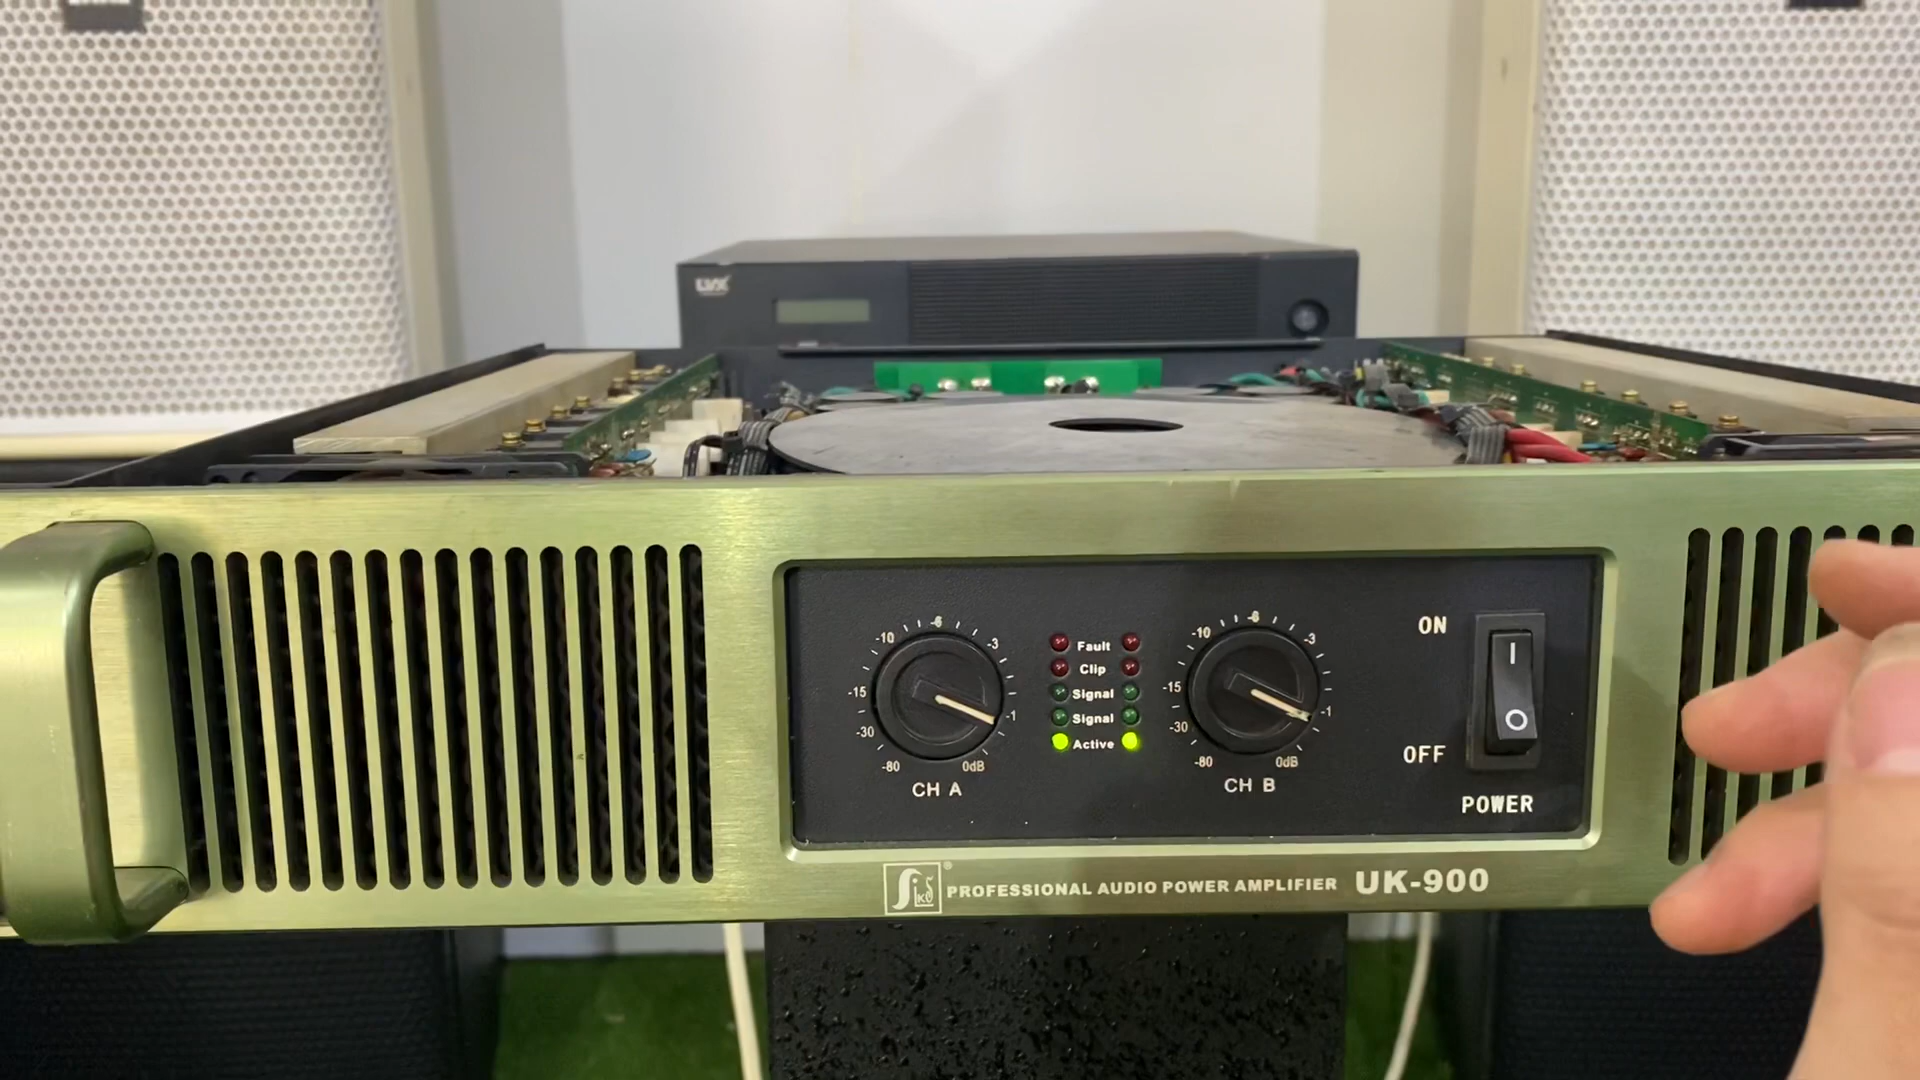 LVX
-10
-6
-3
-15
-1
-30
-80
0dB
CH A
Fault
Clip
Signal
Signal
Active
-10
-6
-3
-15
-1
-30
-80
0dB
CH B
ON
OFF
POWER
I
O
PROFESSIONAL AUDIO POWER AMPLIFIER UK-900